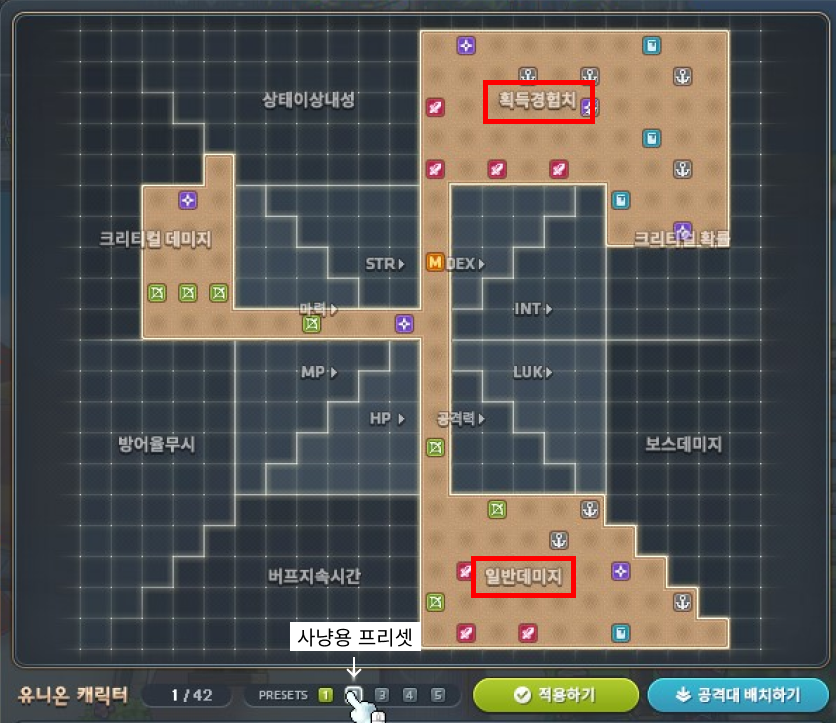 상태이상내성
획득경험치
크리티컬 데미지
크리티컬 확률
STR
M
DEX
마력
INT
MP
LUK
HP
공격력
방어율무시
보스데미지
버프지속시간
일반데미지
사냥용 프리셋
유니온 캐릭터
1 / 42
PRESETS 1 3 4 5
적용하기
공격대 배치하기